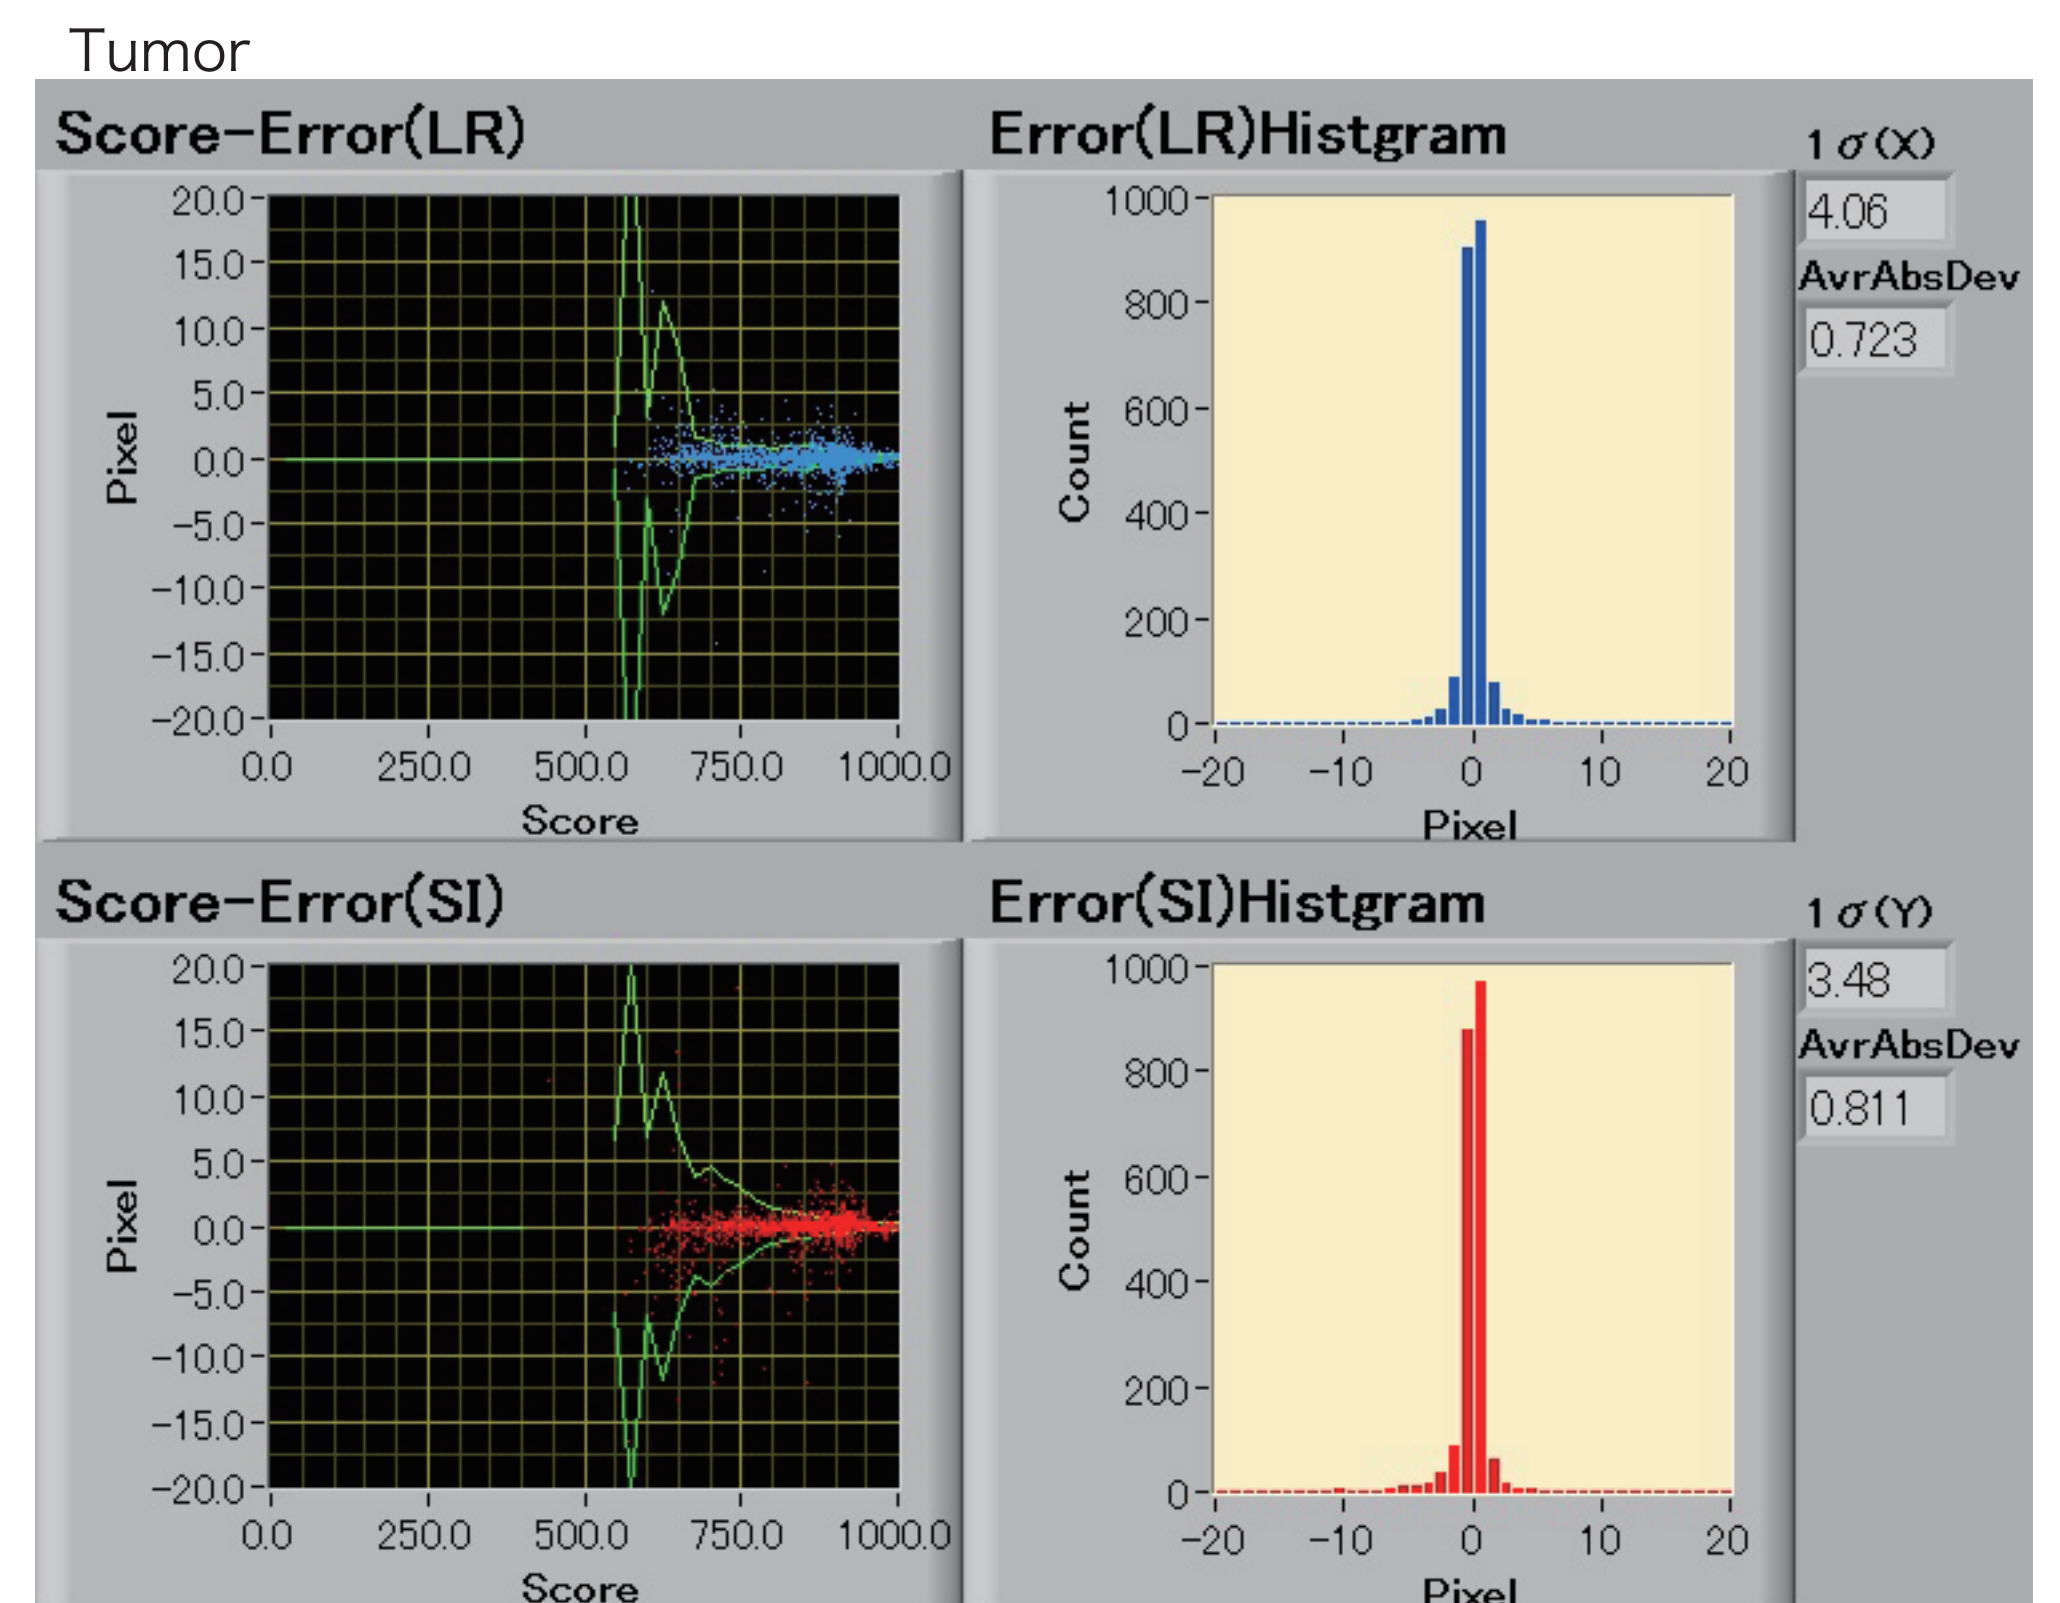 Tumor
Score-Error(LR)
Error(LR)Histgram
1σ(X)
4.06
AvrAbsDev
0.723
Pixel
20.0
15.0
10.0
5.0
0.0
-5.0
-10.0
-15.0
-20.0
0.0 250.0 500.0 750.0 1000.0
Score
Count
1000
800
600
400
200
0
-20 -10 0 10 20
Pixel
Score-Error(SI)
Error(SI)Histgram
1σ(Y)
3.48
AvrAbsDev
0.811
Pixel
20.0
15.0
10.0
5.0
0.0
-5.0
-10.0
-15.0
-20.0
0.0 250.0 500.0 750.0 1000.0
Score
Count
1000
800
600
400
200
0
-20 -10 0 10 20
Pixel